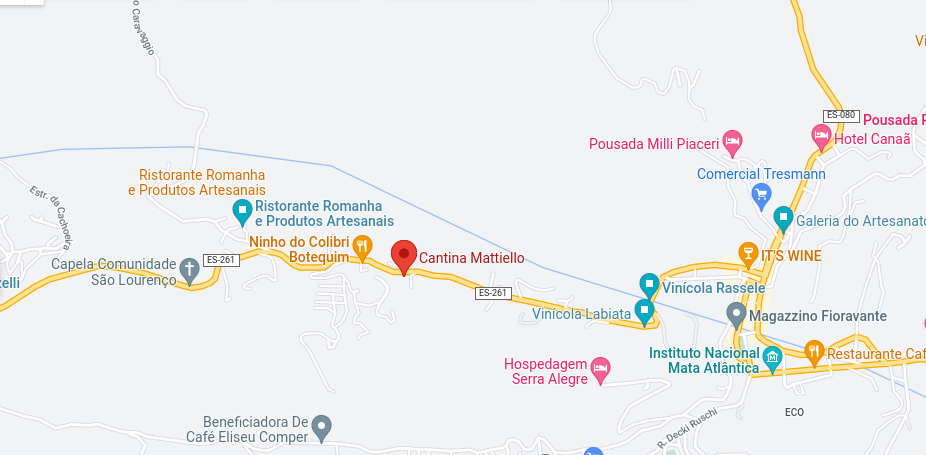 o Caravaggio
Vi
ES-080
Pousada P
Hotel Canaã
Pousada Milli Piaceri
Comercial Tresmann
Ristorante Romanha
e Produtos Artesanais
Ristorante Romanha
e Produtos Artesanais
Estr. da Cachoeira
Galeria do Artesanato
Ninho do Colibri
Botequim
Cantina Mattiello
IT'S WINE
ES-261
Capela Comunidade
São Lourenço
zelli
ES-261
Vinícola Rassele
Vinícola Labiata
Magazzino Fioravante
Instituto Nacional
Mata Atlântica
Restaurante Caf
Hospedagem
Serra Alegre
ECO
R. Decki Ruschi
Beneficiadora De
Café Eliseu Comper